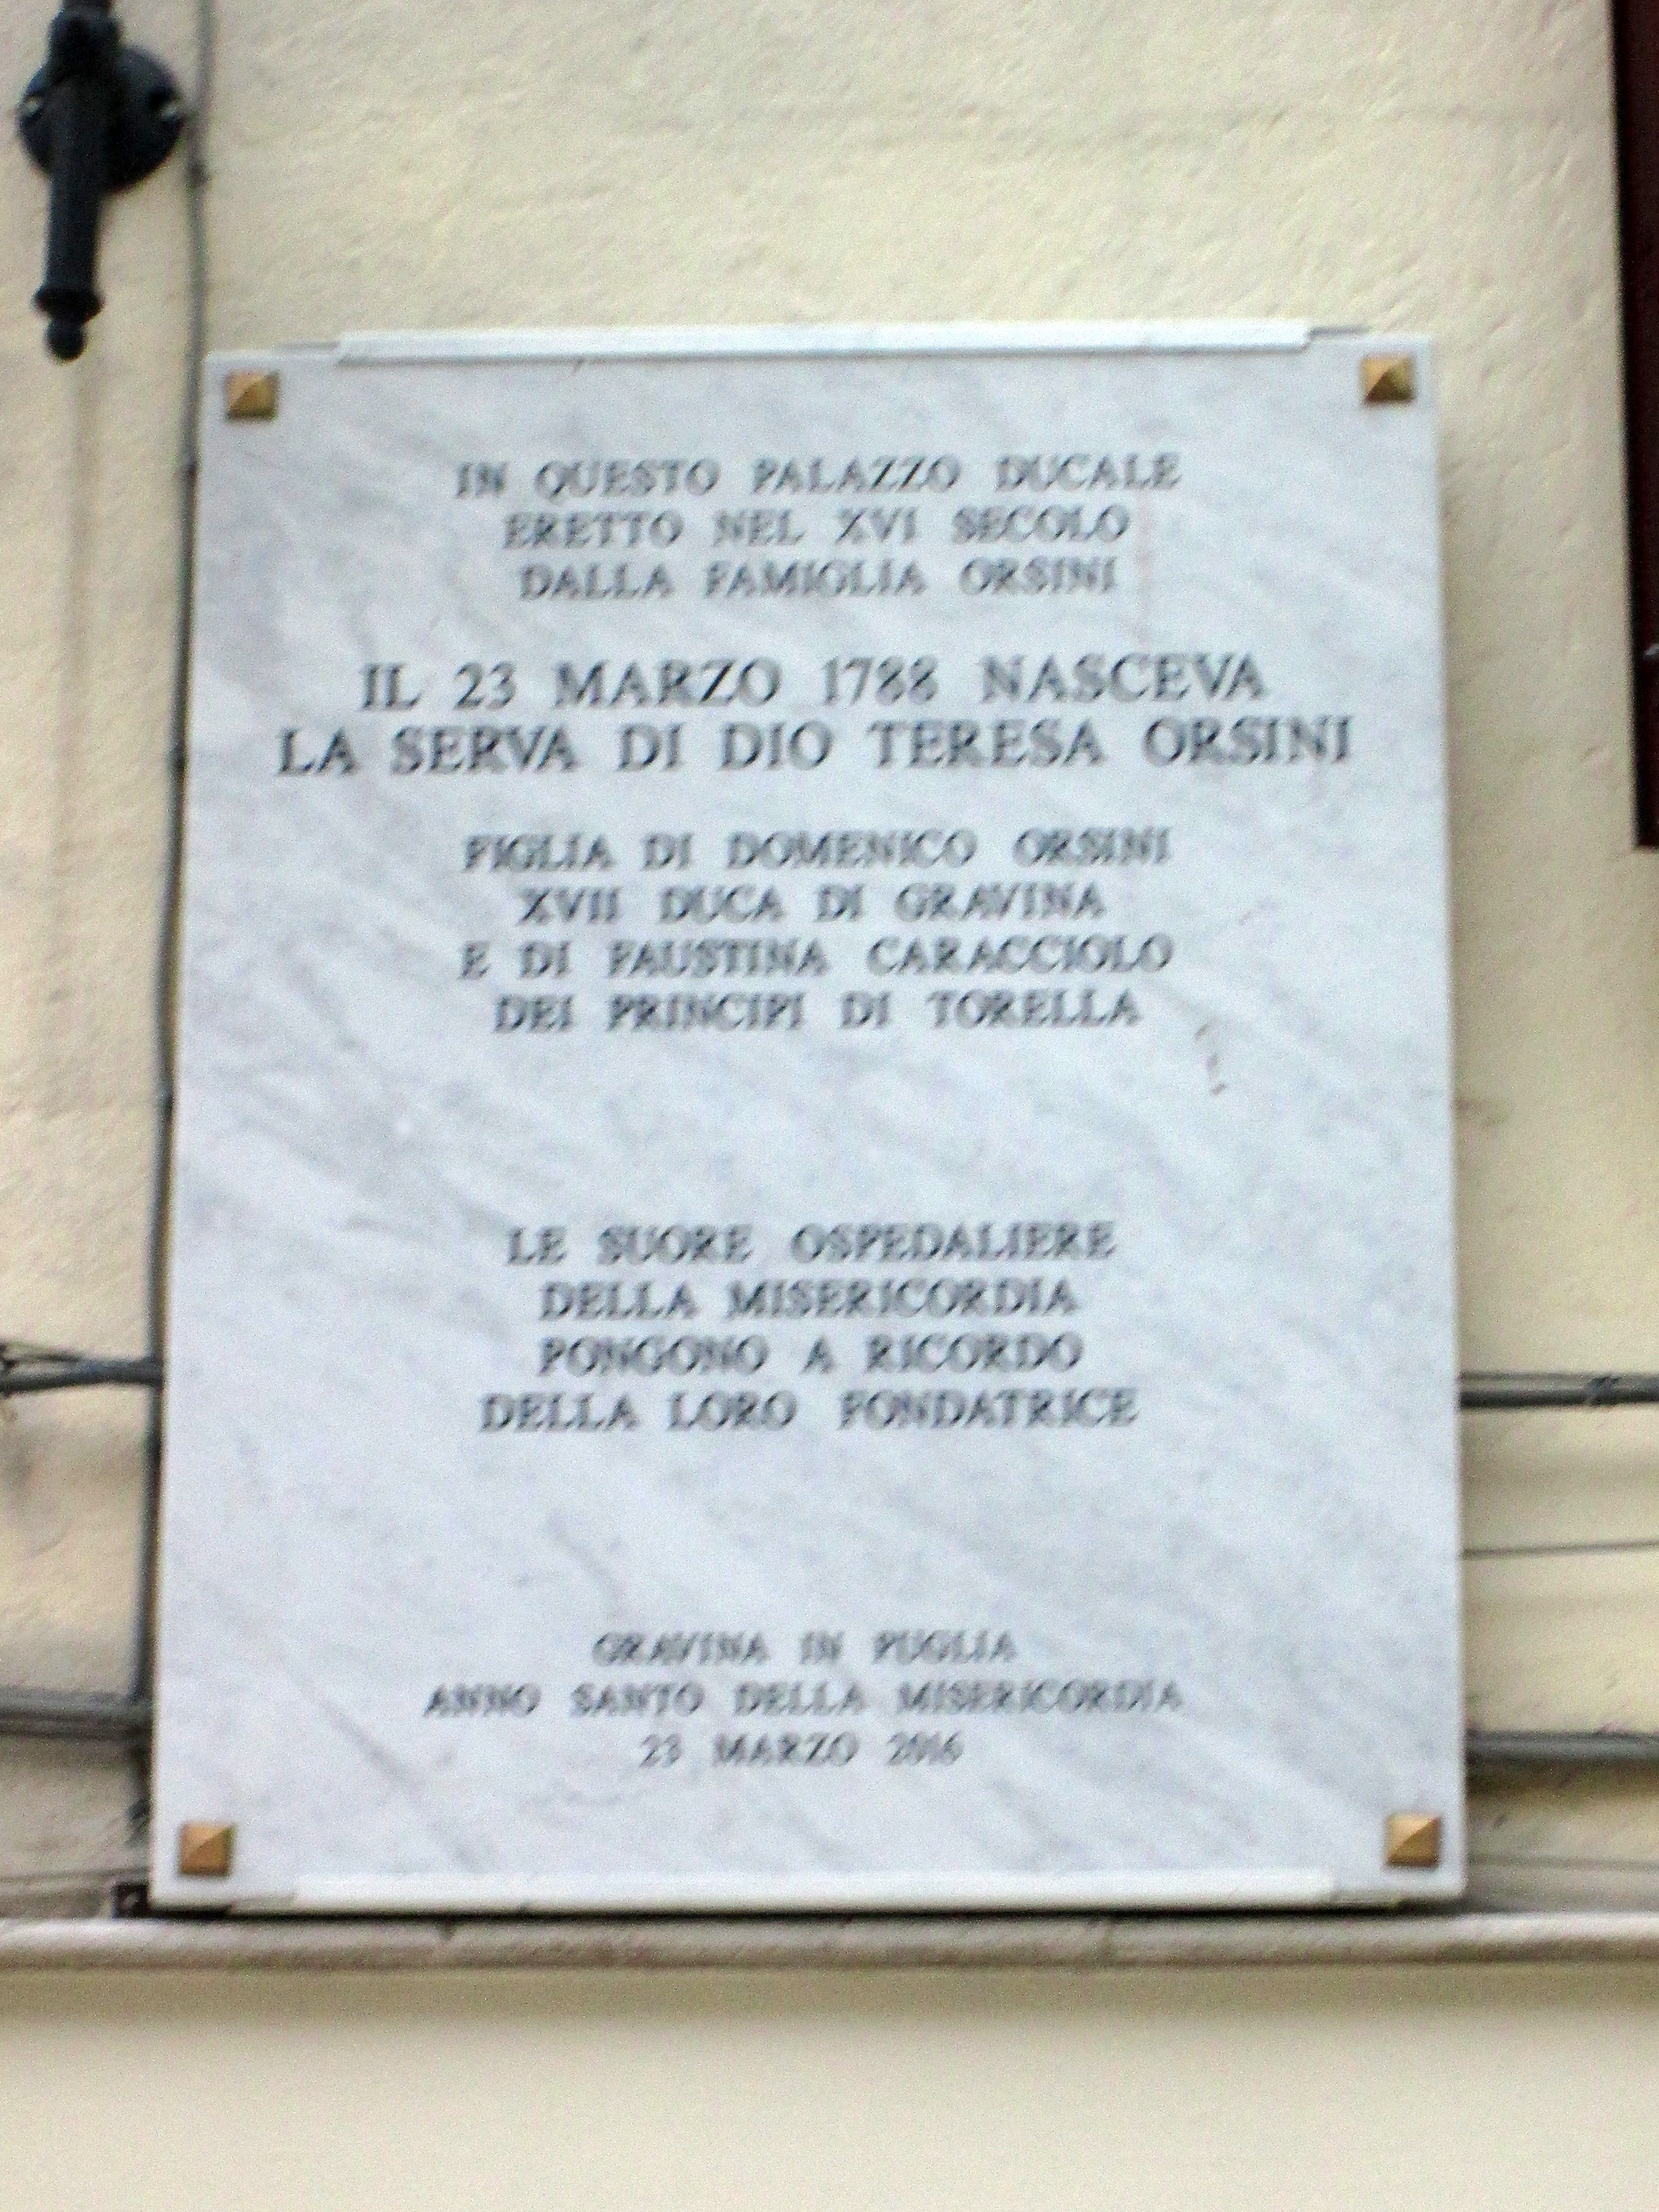 IN QUESTO PALAZZO DUCALE
ERETTO NEL XVI SECOLO
DALLA FAMIGLIA ORSINI
IL 23 MARZO 1788 NASCEVA
LA SERVA DI DIO TERESA ORSINI
FIGLIA DI DOMENICO ORSINI
XVII DUCA DI GRAVINA
E DI FAUSTINA CARACCIOLO
DEI PRINCIPI DI TORELLA
LE SUORE OSPEDALIERE
DELLA MISERICORDIA
PONGONO A RICORDO
DELLA LORO FONDATRICE
GRAVINA IN PUGLIA
ANNO SANTO DELLA MISERICORDIA
23 MARZO 2016